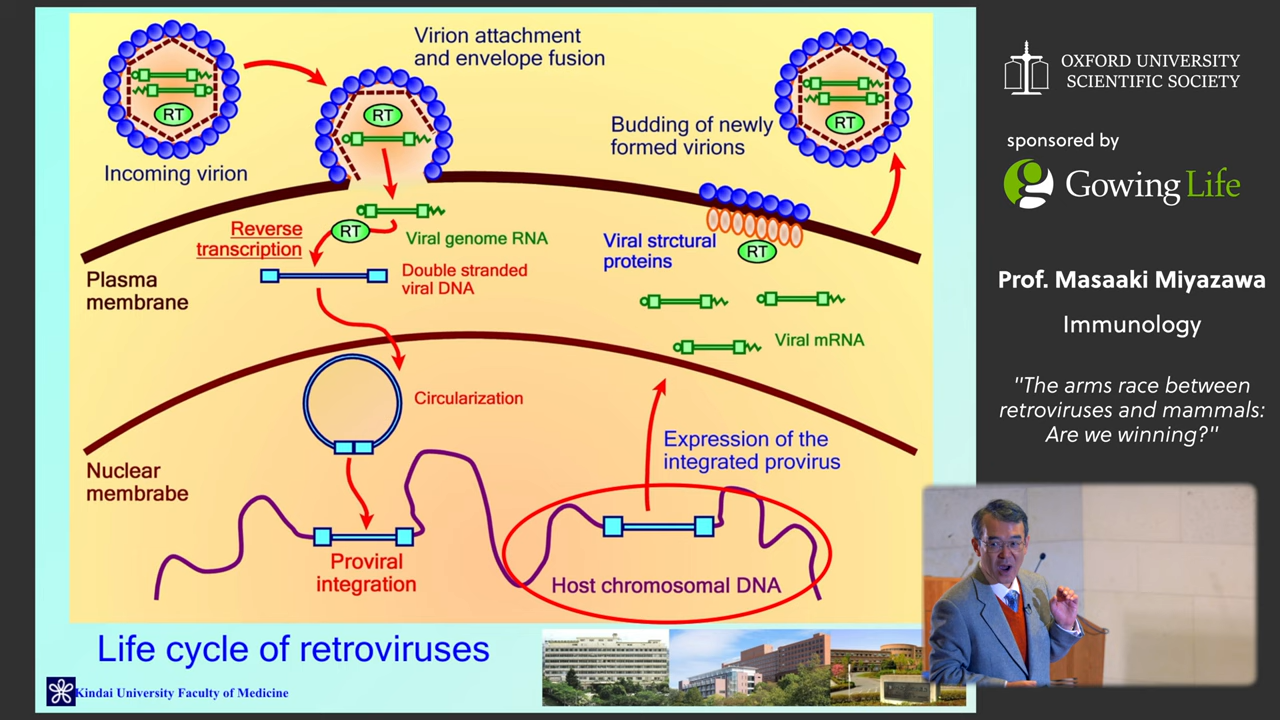 Virion attachment
and envelope fusion
RT
RT
RT
Incoming virion
Budding of newly
formed virions
Reverse
transcription
RT
Viral genome RNA
Double stranded
viral DNA
Viral strctural
proteins
RT
Plasma
membrane
Viral mRNA
Circularization
Expression of the
integrated provirus
Nuclear
membrabe
Proviral
integration
Host chromosomal DNA
Life cycle of retroviruses
Kindai University Faculty of Medicine
OXFORD UNIVERSITY
SCIENTIFIC SOCIETY
sponsored by
Gowing Life
Prof. Masaaki Miyazawa
Immunology
"The arms race between
retroviruses and mammals:
Are we winning?"